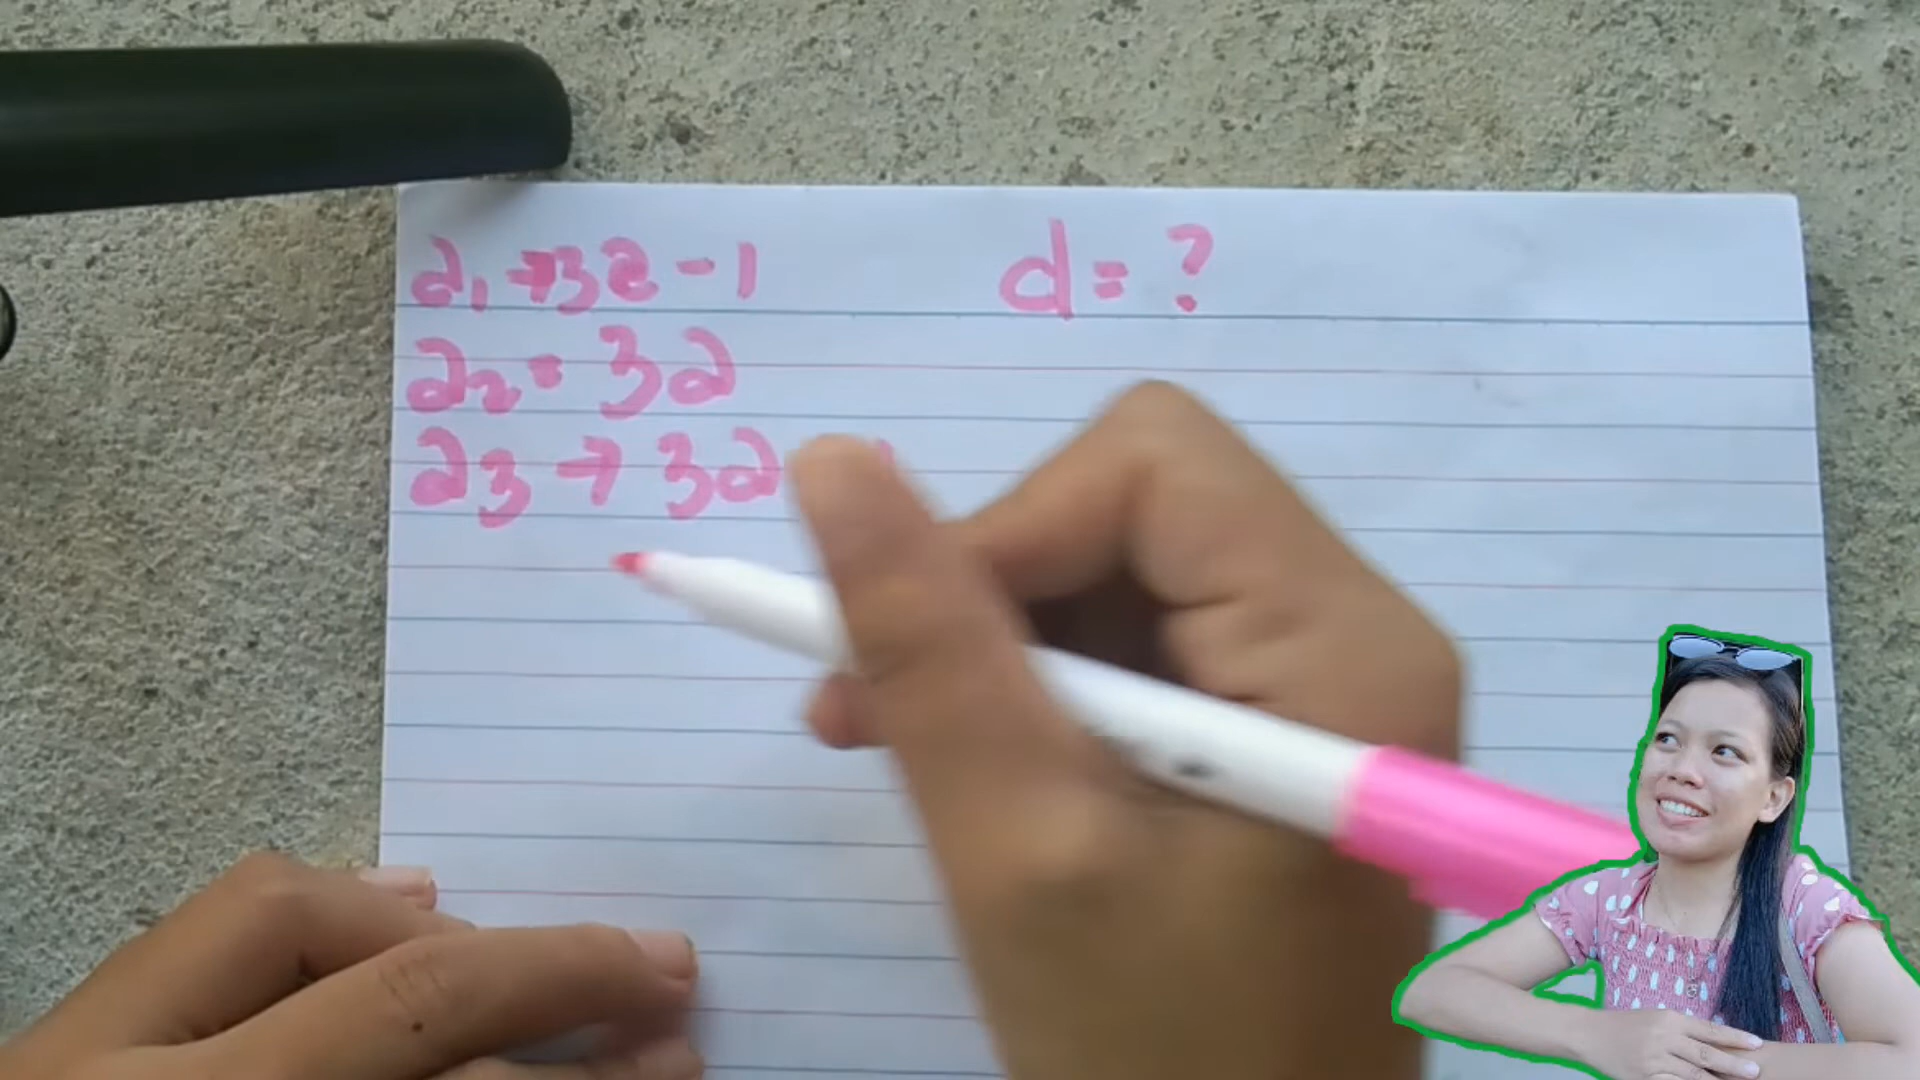 a₁ → 3a - 1
d = ?
a₂ = 3a
a₃ → 3a